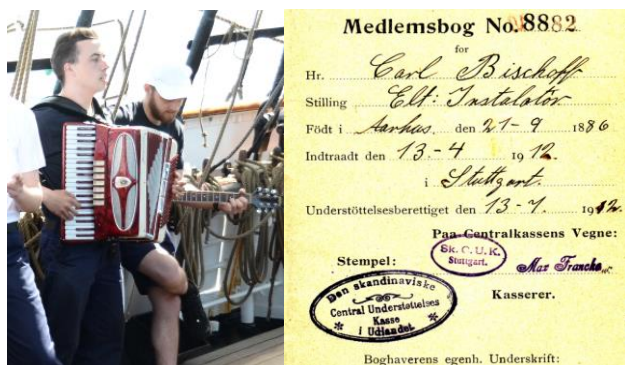 Medlemsbog No. 8882
for
Hr. Carl Bischoff
Stilling Elt: Instalatör
Födt i Aarhus, den 21-9 1886
Indtraadt den 13.-4 1912.
i Stuttgart.
Understöttelsesberettiget den 13-7. 1912.
Paa Centralkassens Vegne:
Sk. C. U. K.
Stuttgart.
Stempel: Max Francke
Kasserer.
Den skandinaviske
Central Understøttelses
Kasse
i Udlandet
Boghaverens egenh. Underskrift: